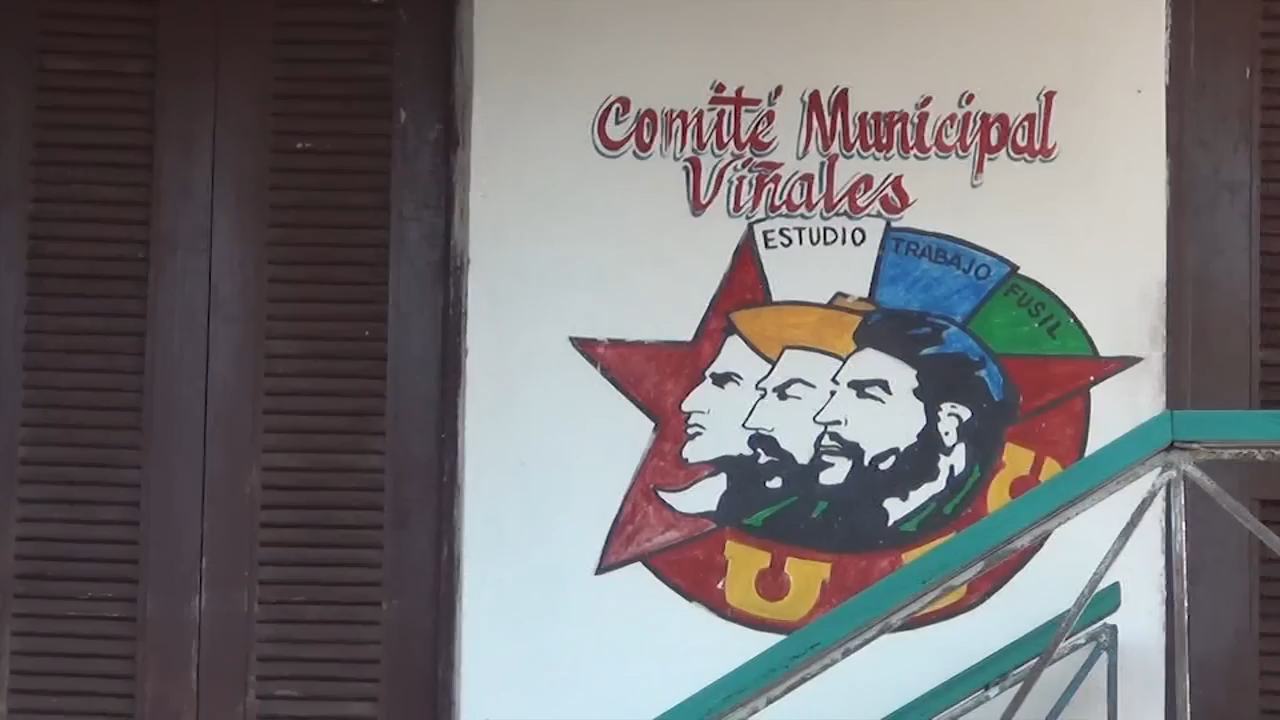 Comité Municipal
Viñales
ESTUDIO
TRABAJO
FUSIL
U